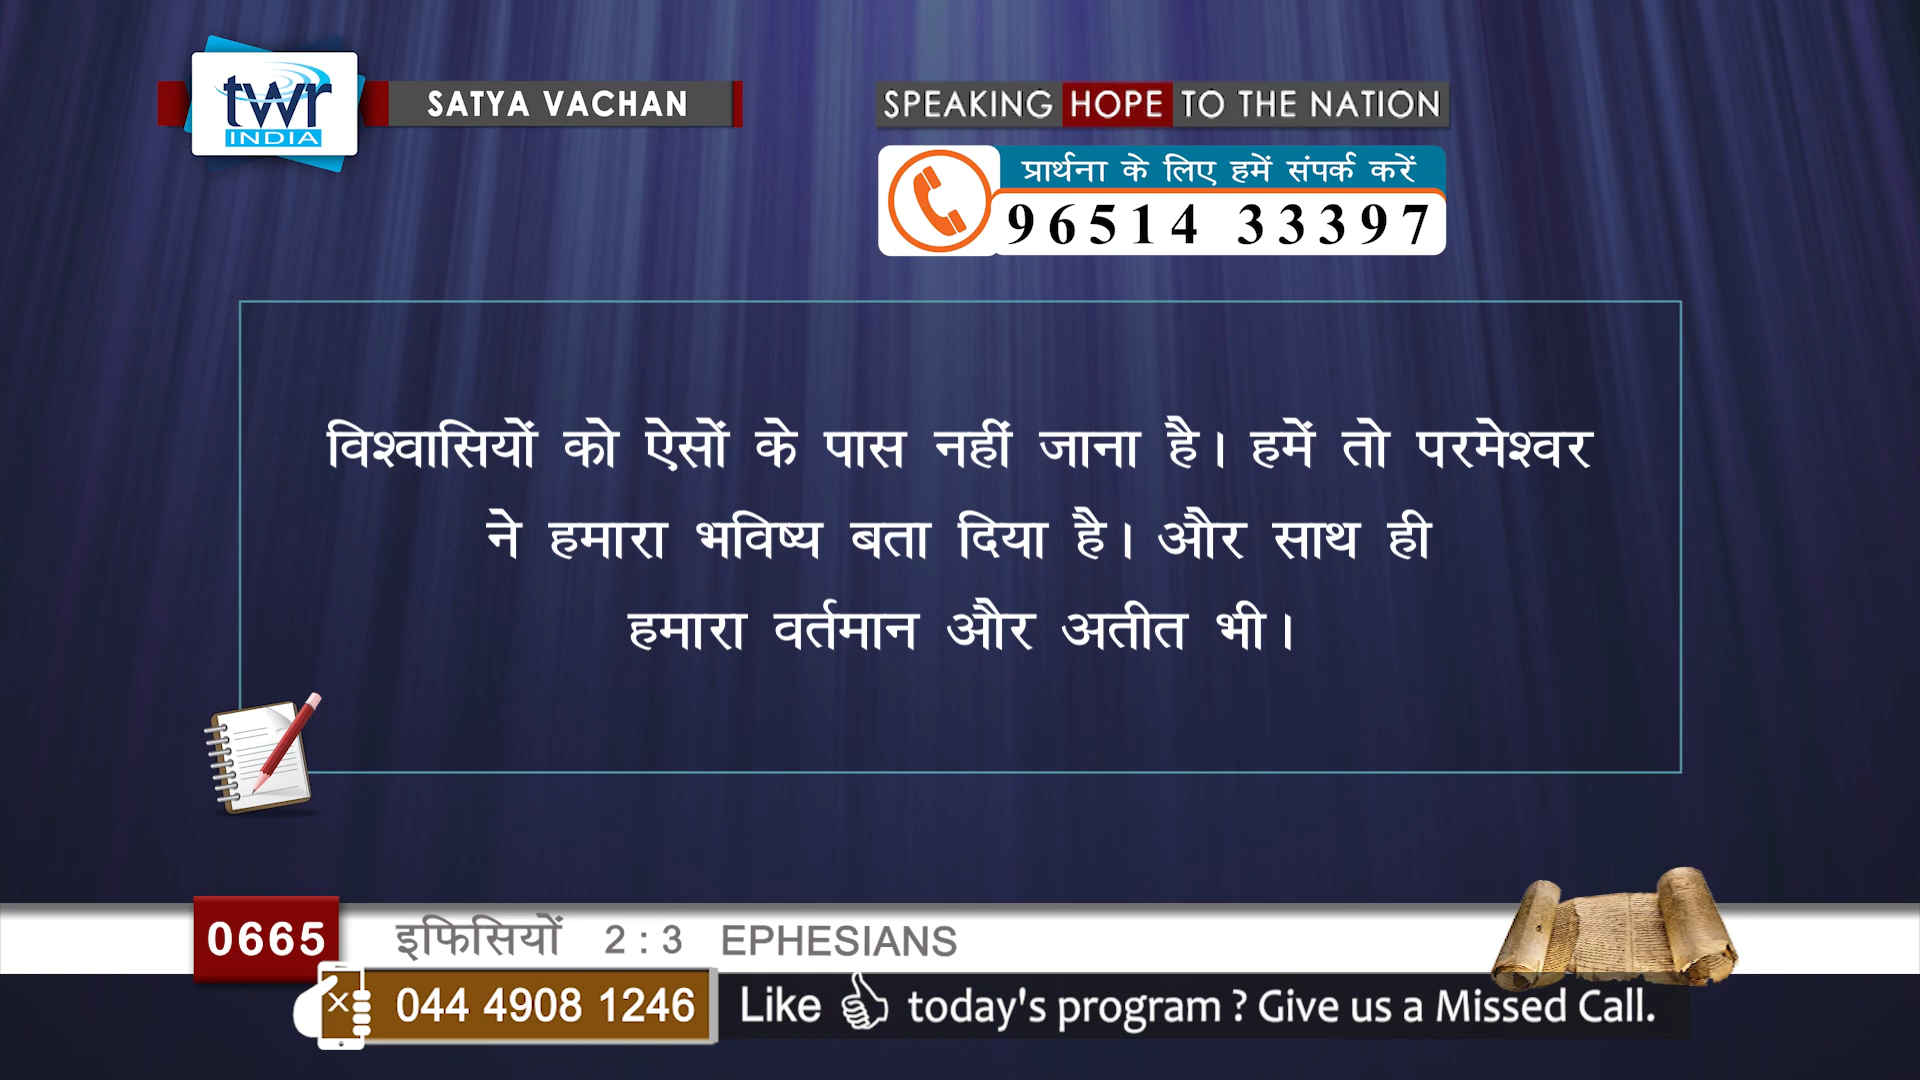 twr
INDIA
SATYA VACHAN
SPEAKING HOPE TO THE NATION
प्रार्थना के लिए हमें संपर्क करें
96514 33397
विश्वासियों को ऐसों के पास नहीं जाना है। हमें तो परमेश्वर
ने हमारा भविष्य बता दिया है। और साथ ही
हमारा वर्तमान और अतीत भी।
0665
इफिसियों 2 : 3 EPHESIANS
044 4908 1246
Like today's program ? Give us a Missed Call.